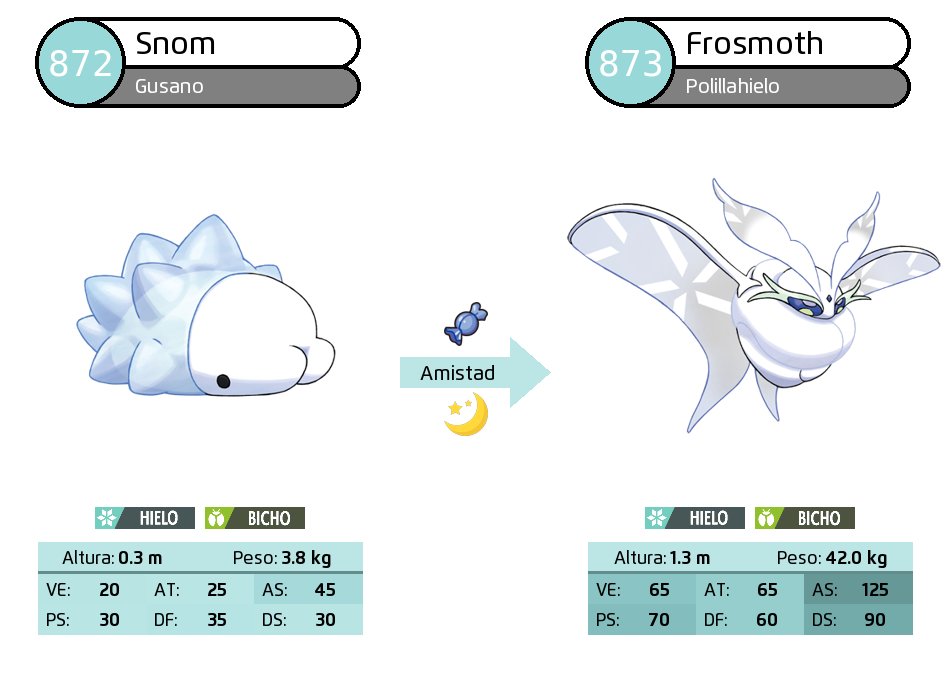 872
Snom
Gusano
873
Frosmoth
Polillahielo
Amistad
HIELO BICHO
Altura: 0.3 m Peso: 3.8 kg
VE: 20 AT: 25 AS: 45
PS: 30 DF: 35 DS: 30
HIELO BICHO
Altura: 1.3 m Peso: 42.0 kg
VE: 65 AT: 65 AS: 125
PS: 70 DF: 60 DS: 90